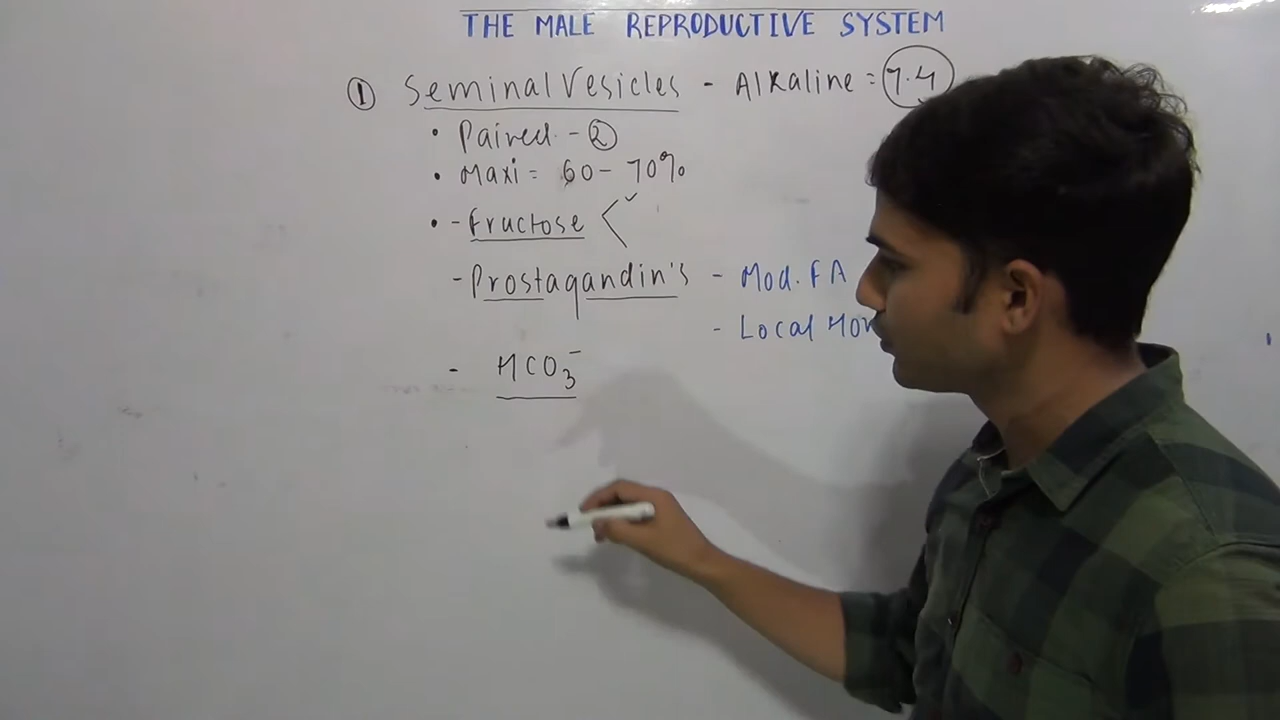 THE MALE REPRODUCTIVE SYSTEM
① Seminal Vesicles - Alkaline = 7.4
• Paired - ②
• Maxi = 60 - 70%
• - Fructose < ✓
- Prostagandin's - Mod. FA
- Local Hor
- HCO₃⁻